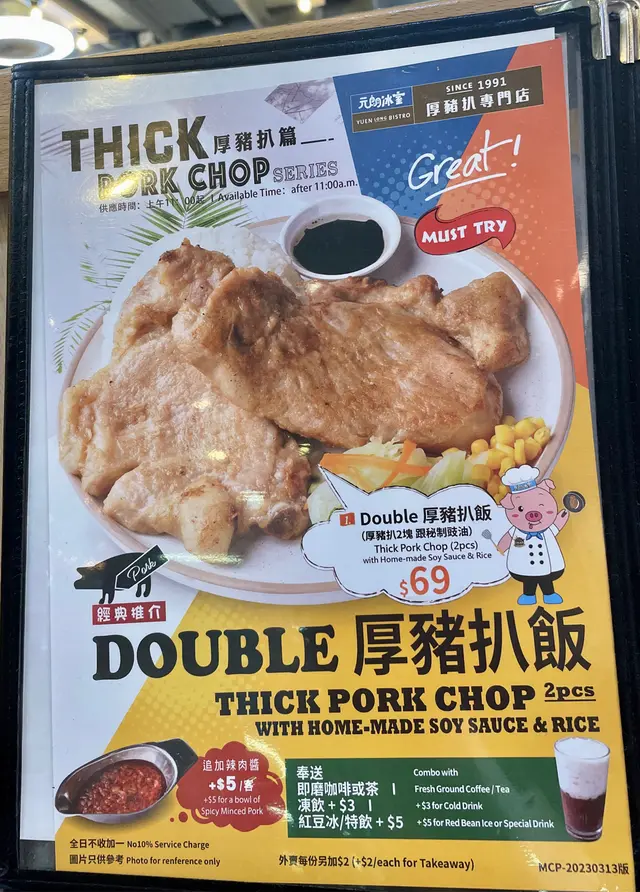 元朗冰室
YUEN LONG BISTRO
SINCE 1991
厚豬扒專門店
THICK 厚豬扒篇
PORK CHOP SERIES
供應時間：上午11：00起 | Available Time：after 11:00a.m.
Great!
MUST TRY
1. Double 厚豬扒飯
(厚豬扒2塊 跟秘制豉油)
Thick Pork Chop (2pcs)
with Home-made Soy Sauce & Rice
$69
Pork
經典推介
DOUBLE 厚豬扒飯
THICK PORK CHOP 2pcs
WITH HOME-MADE SOY SAUCE & RICE
追加辣肉醬
+$5/客
+$5 for a bowl of
Spicy Minced Pork
奉送
即磨咖啡或茶 |
凍飲 + $3 |
紅豆冰/特飲 + $5
Combo with
Fresh Ground Coffee / Tea
+$3 for Cold Drink
+$5 for Red Bean Ice or Special Drink
全日不收加一 No10% Service Charge
圖片只供參考 Photo for renference only
外賣每份另加$2 (+$2/each for Takeaway)
MCP-20230313版